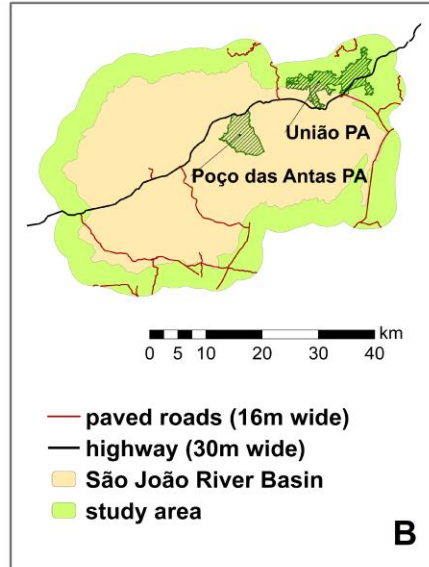 União PA
Poço das Antas PA
km
0 5 10 20 30 40
paved roads (16m wide)
highway (30m wide)
São João River Basin
study area
B